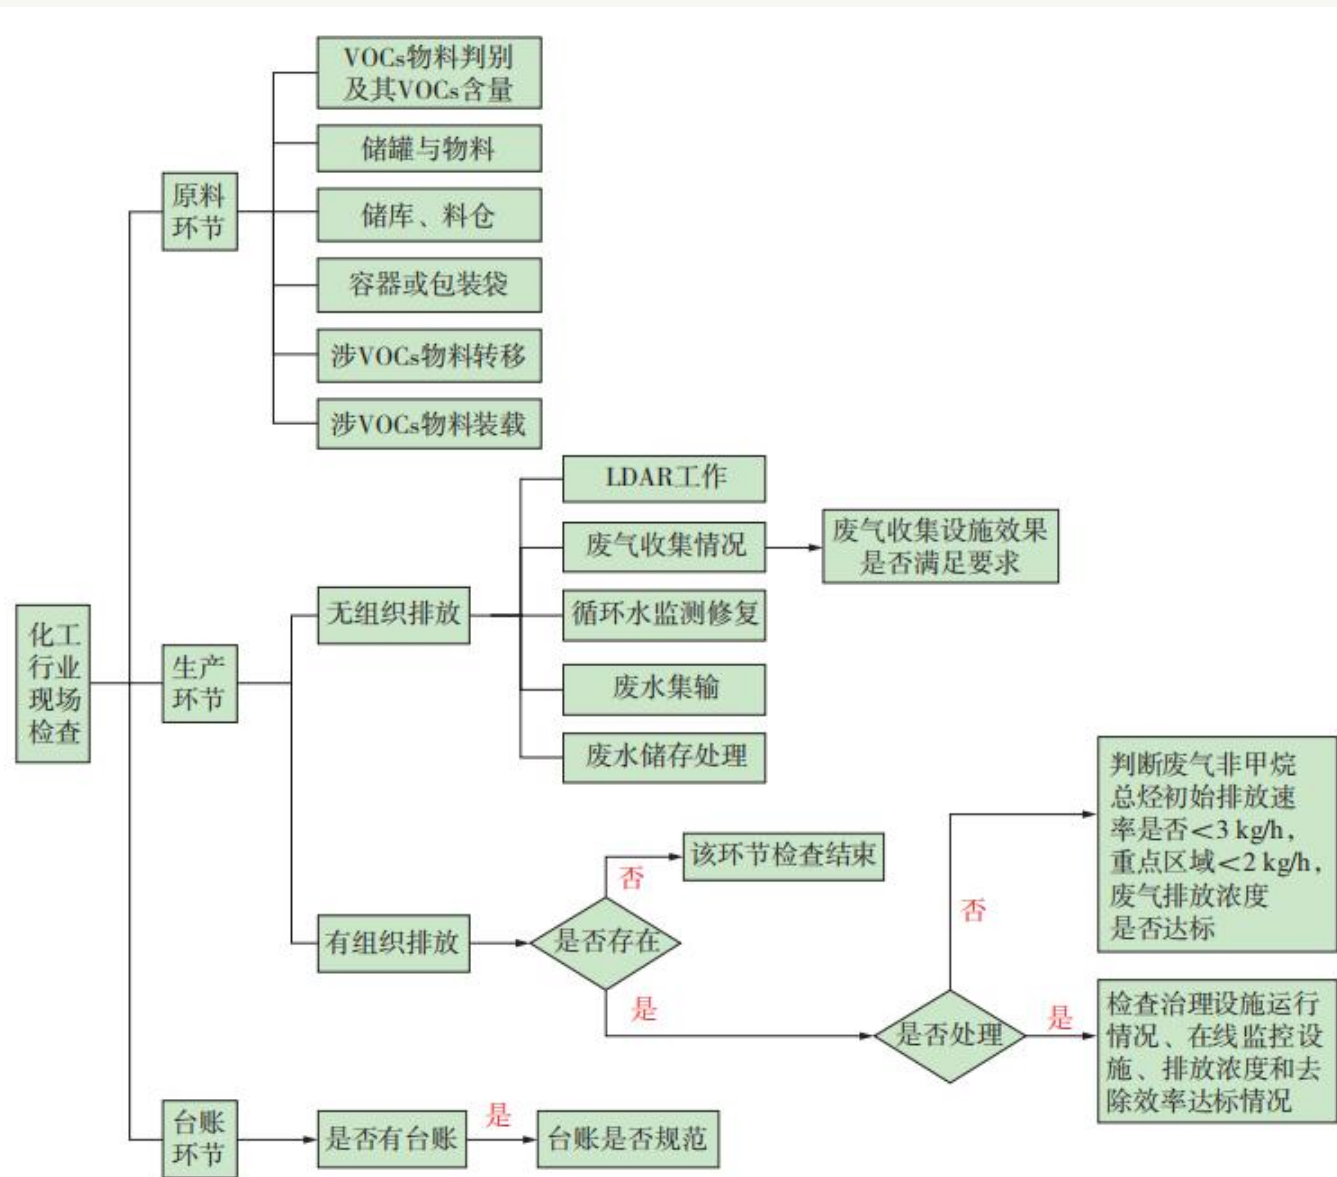 化工
行业
现场
检查
原料
环节
VOCs物料判别
及其VOCs含量
储罐与物料
储库、料仓
容器或包装袋
涉VOCs物料转移
涉VOCs物料装载
生产
环节
无组织排放
LDAR工作
废气收集情况
废气收集设施效果
是否满足要求
循环水监测修复
废水集输
废水储存处理
有组织排放
是否存在
否
该环节检查结束
是
是否处理
否
判断废气非甲烷
总烃初始排放速
率是否<3 kg/h，
重点区域<2 kg/h，
废气排放浓度
是否达标
是
检查治理设施运行
情况、在线监控设
施、排放浓度和去
除效率达标情况
台账
环节
是否有台账
是
台账是否规范